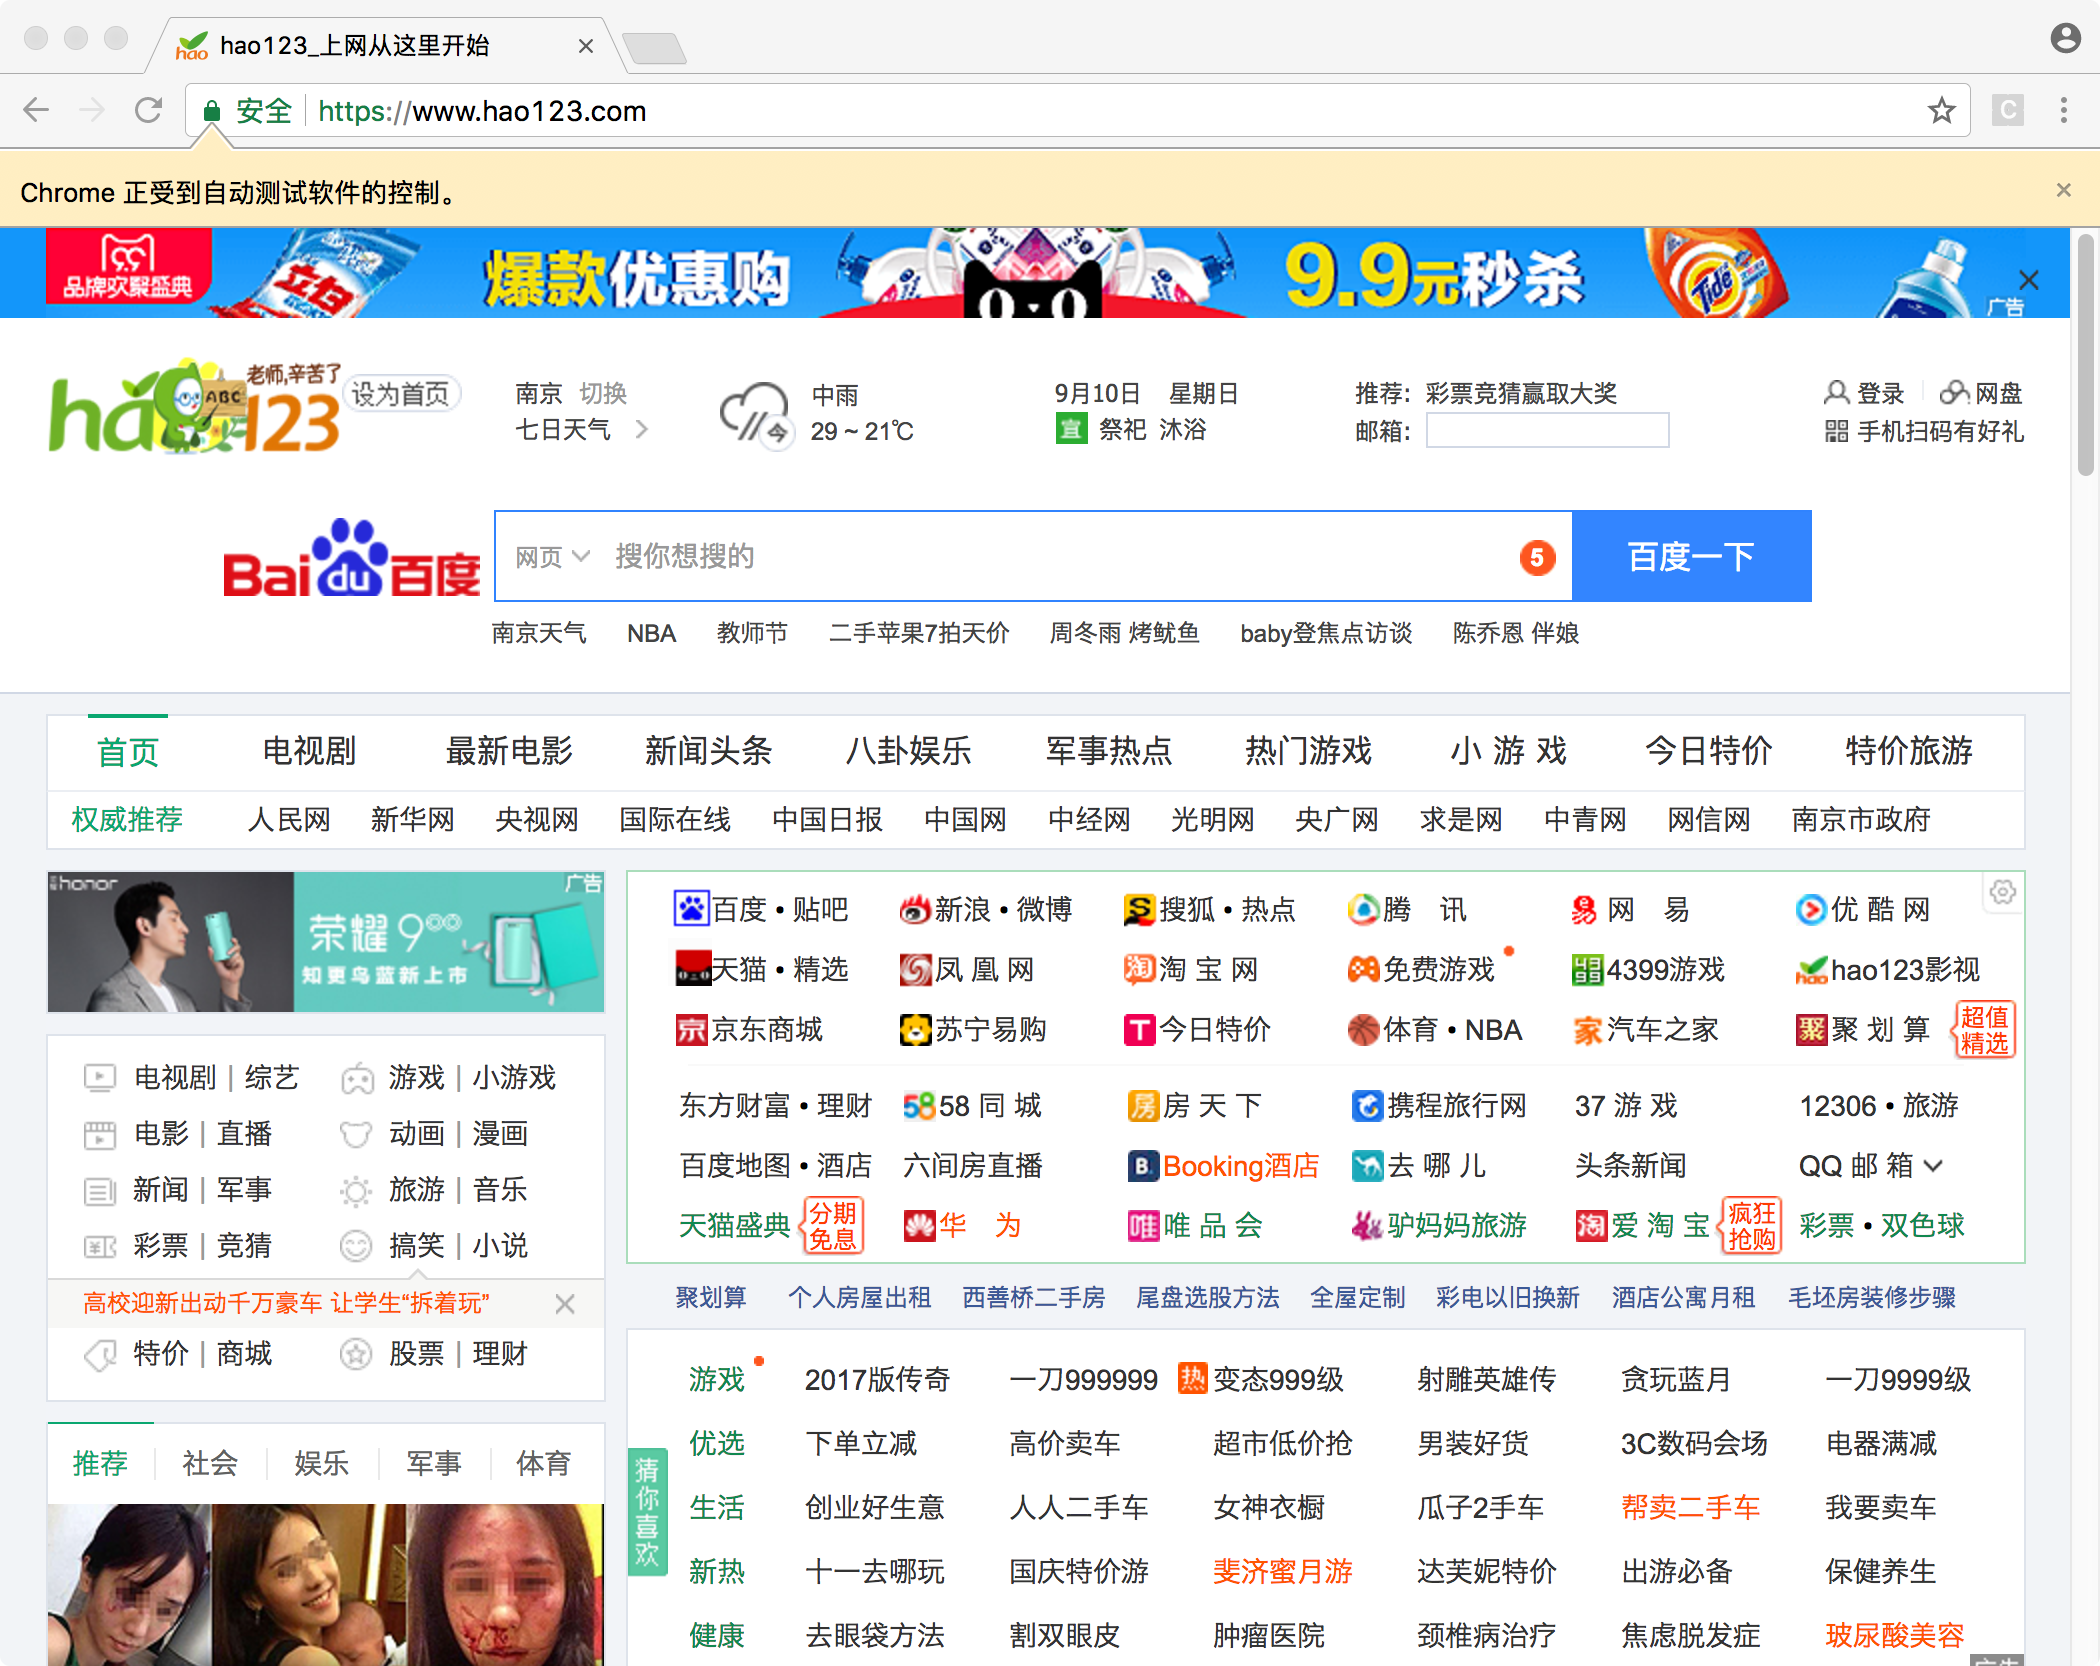 hao123_上网从这里开始
安全 https://www.hao123.com
Chrome 正受到自动测试软件的控制。
品牌欢聚盛典 立白 爆款优惠购 9.9元秒杀 Tide 广告
hao123 老师,辛苦了 ABC 设为首页
南京 切换 中雨 9月10日 星期日 推荐: 彩票竞猜赢取大奖 登录 网盘
七日天气 今 29 ~ 21℃ 宜 祭祀 沐浴 邮箱: 手机扫码有好礼
Baidu百度 网页 搜你想搜的 5 百度一下
南京天气 NBA 教师节 二手苹果7拍天价 周冬雨 烤鱿鱼 baby登焦点访谈 陈乔恩 伴娘
首页 电视剧 最新电影 新闻头条 八卦娱乐 军事热点 热门游戏 小 游 戏 今日特价 特价旅游
权威推荐 人民网 新华网 央视网 国际在线 中国日报 中国网 中经网 光明网 央广网 求是网 中青网 网信网 南京市政府
honor 广告
荣耀 9
知更鸟蓝新上市
电视剧 | 综艺 游戏 | 小游戏
电影 | 直播 动画 | 漫画
新闻 | 军事 旅游 | 音乐
彩票 | 竞猜 搞笑 | 小说
高校迎新出动千万豪车 让学生“拆着玩”
特价 | 商城 股票 | 理财
推荐 社会 娱乐 军事 体育
百度 • 贴吧 新浪 • 微博 搜狐 • 热点 腾 讯 网 易 优 酷 网
天猫 • 精选 凤 凰 网 淘 宝 网 免费游戏 4399游戏 hao123影视
京东商城 苏宁易购 今日特价 体育 • NBA 汽车之家 聚 划 算 超值精选
东方财富 • 理财 58 同 城 房 天 下 携程旅行网 37 游 戏 12306 • 旅游
百度地图 • 酒店 六间房直播 Booking酒店 去 哪 儿 头条新闻 QQ 邮 箱
天猫盛典 分期免息 华 为 唯 品 会 驴妈妈旅游 爱 淘 宝 疯狂抢购 彩票 • 双色球
聚划算 个人房屋出租 西善桥二手房 尾盘选股方法 全屋定制 彩电以旧换新 酒店公寓月租 毛坯房装修步骤
猜你喜欢
游戏 2017版传奇 一刀999999 热 变态999级 射雕英雄传 贪玩蓝月 一刀9999级
优选 下单立减 高价卖车 超市低价抢 男装好货 3C数码会场 电器满减
生活 创业好生意 人人二手车 女神衣橱 瓜子2手车 帮卖二手车 我要卖车
新热 十一去哪玩 国庆特价游 斐济蜜月游 达芙妮特价 出游必备 保健养生
健康 去眼袋方法 割双眼皮 肿瘤医院 颈椎病治疗 焦虑脱发症 玻尿酸美容
广告